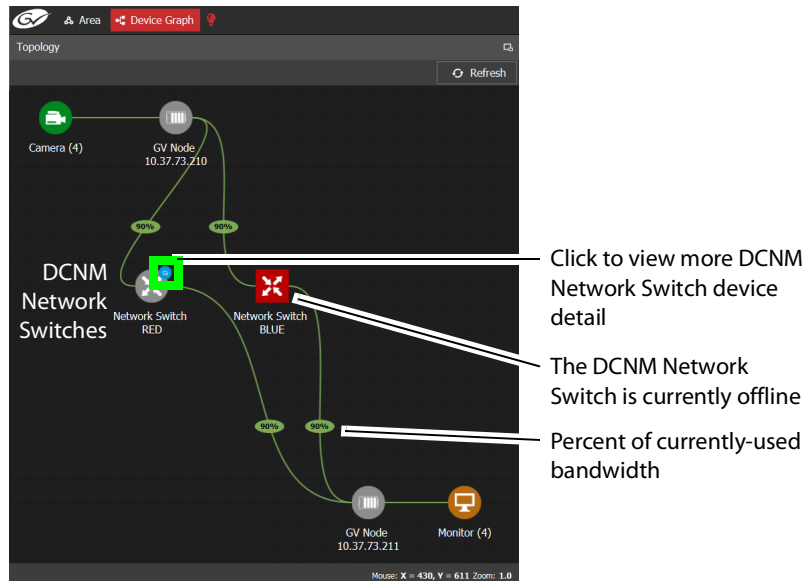 GV Area Device Graph
Topology
Refresh
Camera (4)
GV Node
10.37.73.210
90%
90%
DCNM
Network
Switches
Network Switch
RED
Network Switch
BLUE
Click to view more DCNM
Network Switch device
detail
The DCNM Network
Switch is currently offline
90%
90%
Percent of currently-used
bandwidth
GV Node
10.37.73.211
Monitor (4)
Mouse: X = 430, Y = 611 Zoom: 1.0